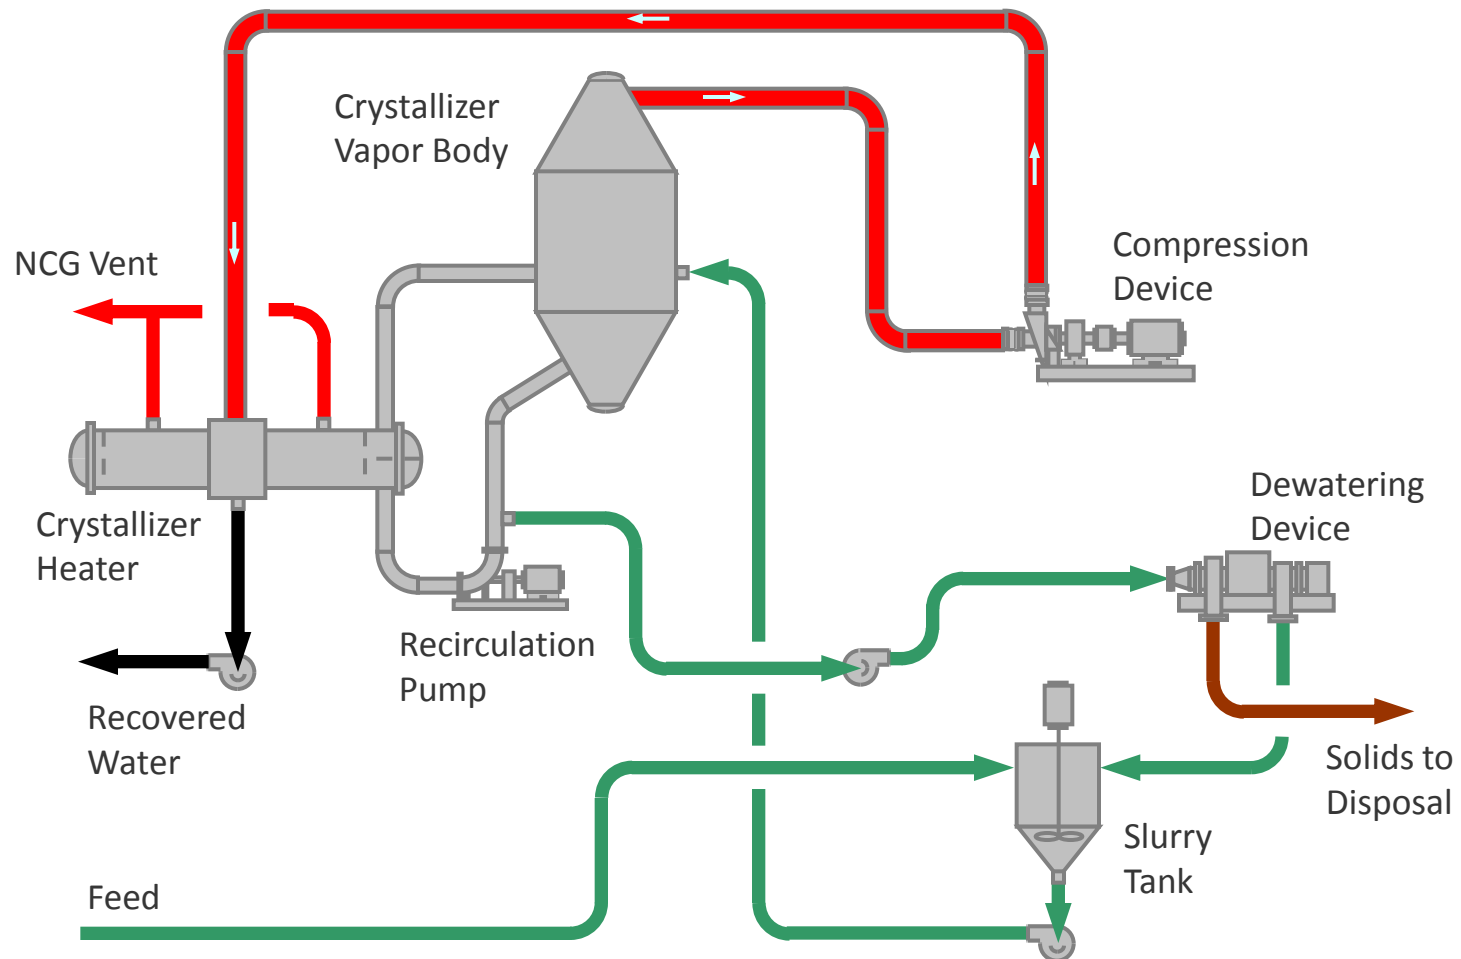 Crystallizer
Vapor Body
NCG Vent
Compression
Device
Crystallizer
Heater
Dewatering
Device
Recirculation
Pump
Recovered
Water
Solids to
Disposal
Slurry
Tank
Feed